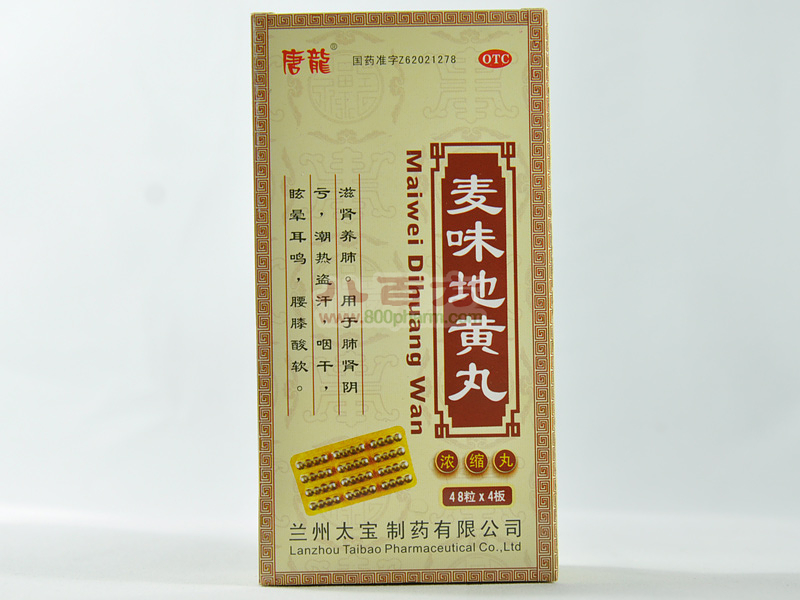 唐龍®
国药准字Z62021278
OTC
麦味地黄丸
Maiwei Dihuang Wan
滋肾养肺。用于肺肾阴
亏，潮热盗汗，咽干，
眩晕耳鸣，腰膝酸软。
八百方
www.800pharm.com
浓缩丸
48粒x4板
兰州太宝制药有限公司
Lanzhou Taibao Pharmaceutical Co.,Ltd